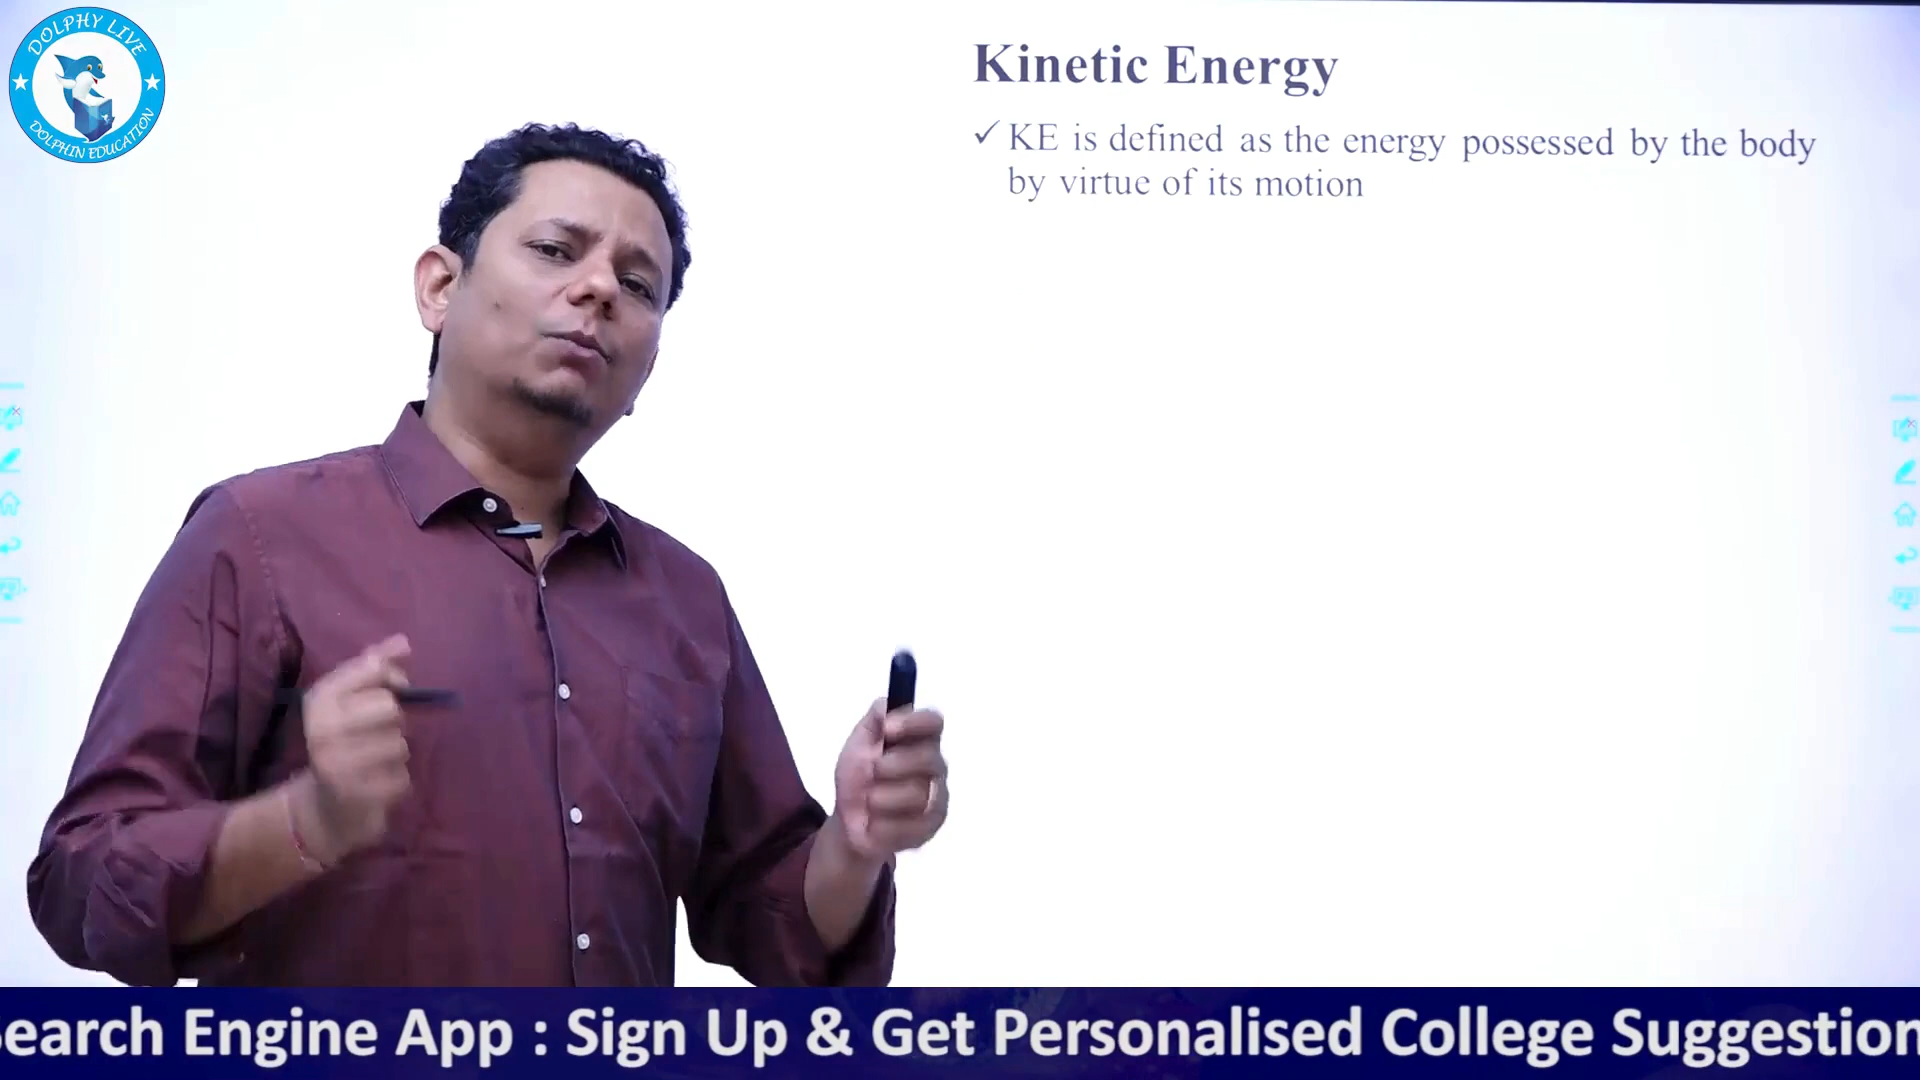 DOLPHY LIVE
DOLPHIN EDUCATION
Kinetic Energy
✓ KE is defined as the energy possessed by the body
by virtue of its motion
Search Engine App : Sign Up & Get Personalised College Suggestion